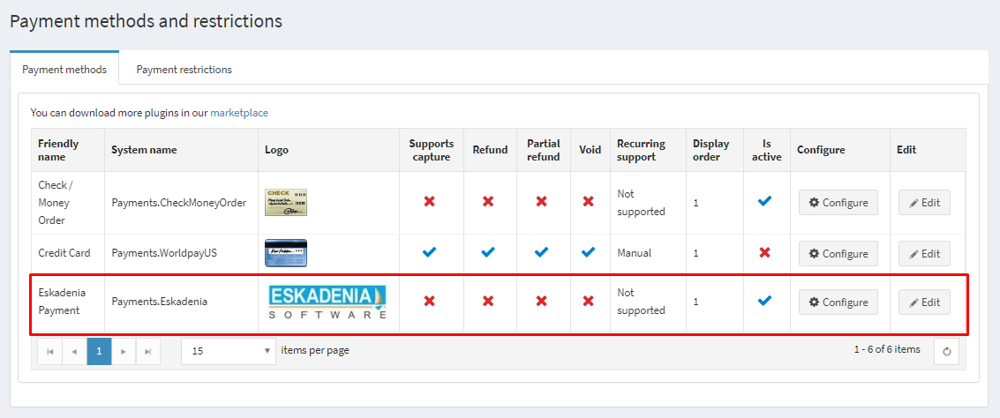 Payment methods and restrictions
Payment methods Payment restrictions
You can download more plugins in our marketplace
Friendly name System name Logo Supports capture Refund Partial refund Void Recurring support Display order Is active Configure Edit
Check / Money Order Payments.CheckMoneyOrder CHECK Not supported 1 Configure Edit
Credit Card Payments.WorldpayUS Manual 1 Configure Edit
Eskadenia Payment Payments.Eskadenia ESKADENIA SOFTWARE Not supported 1 Configure Edit
1 15 items per page 1 - 6 of 6 items